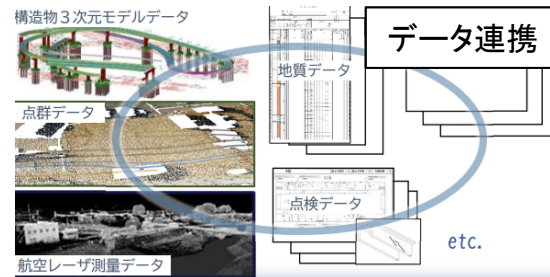 構造物3次元モデルデータ
データ連携
地質データ
点群データ
点検データ
航空レーザ測量データ
etc.